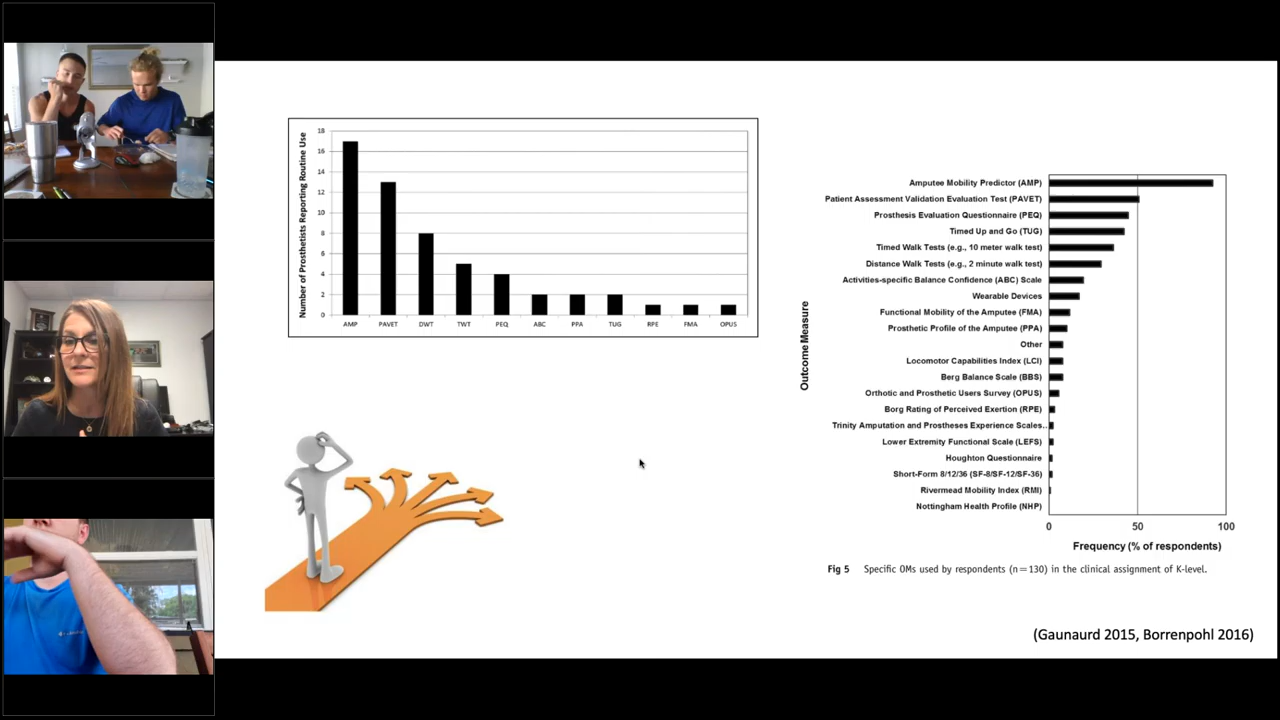 Number of Prosthetists Reporting Routine Use
18
16
14
12
10
8
6
4
2
0
AMP PAVET DWT TWT PEQ ABC PPA TUG RPE FMA OPUS
Outcome Measure
Amputee Mobility Predictor (AMP)
Patient Assessment Validation Evaluation Test (PAVET)
Prosthesis Evaluation Questionnaire (PEQ)
Timed Up and Go (TUG)
Timed Walk Tests (e.g., 10 meter walk test)
Distance Walk Tests (e.g., 2 minute walk test)
Activities-specific Balance Confidence (ABC) Scale
Wearable Devices
Functional Mobility of the Amputee (FMA)
Prosthetic Profile of the Amputee (PPA)
Other
Locomotor Capabilities Index (LCI)
Berg Balance Scale (BBS)
Orthotic and Prosthetic Users Survey (OPUS)
Borg Rating of Perceived Exertion (RPE)
Trinity Amputation and Prostheses Experience Scales..
Lower Extremity Functional Scale (LEFS)
Houghton Questionnaire
Short-Form 8/12/36 (SF-8/SF-12/SF-36)
Rivermead Mobility Index (RMI)
Nottingham Health Profile (NHP)
0 50 100
Frequency (% of respondents)
Fig 5 Specific OMs used by respondents (n=130) in the clinical assignment of K-level.
(Gaunaurd 2015, Borrenpohl 2016)